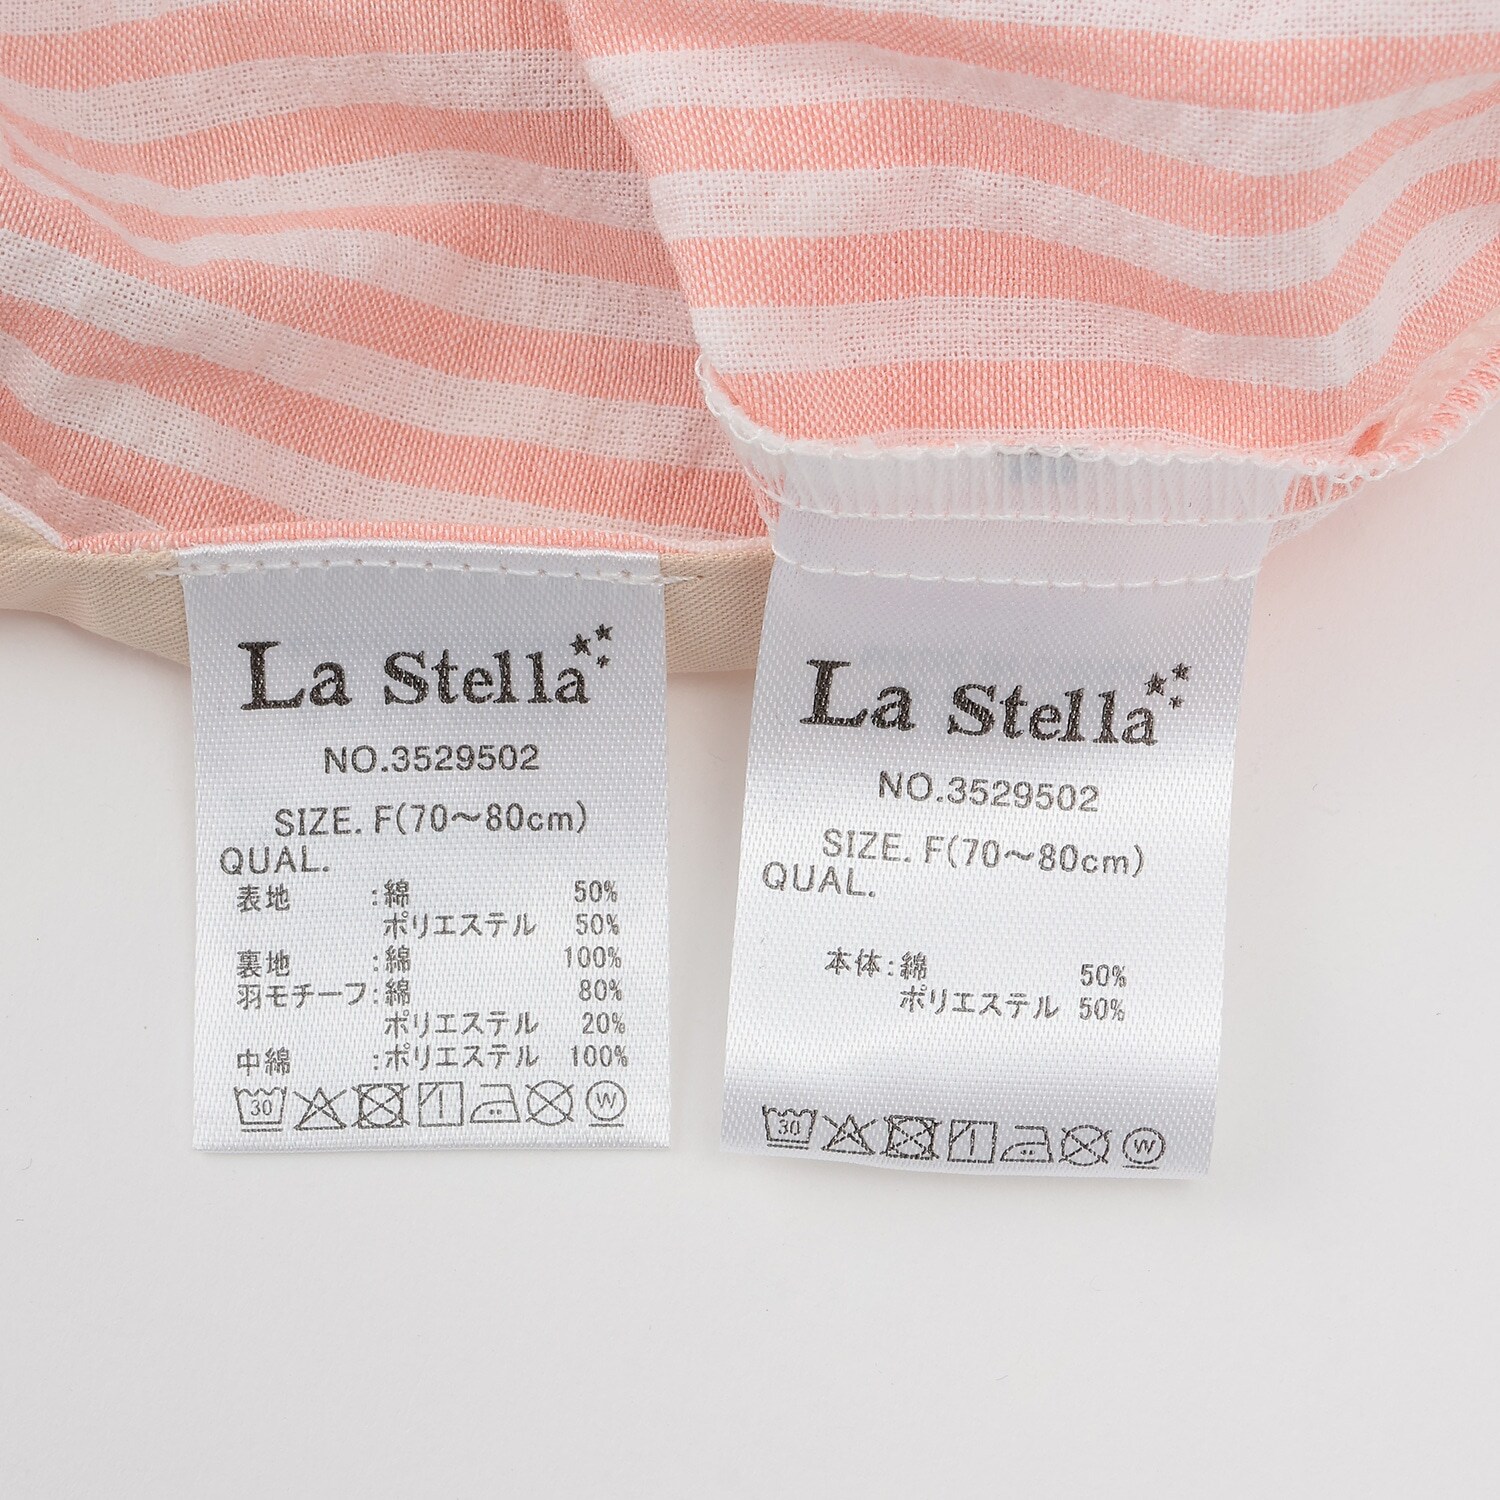 La Stella
NO.3529502
SIZE. F(70～80cm)
QUAL.
表地 :綿 50%
ポリエステル 50%
裏地 :綿 100%
羽モチーフ:綿 80%
ポリエステル 20%
中綿 :ポリエステル 100%
30 W
La Stella
NO.3529502
SIZE. F(70～80cm)
QUAL.
本体:綿 50%
ポリエステル 50%
30 W